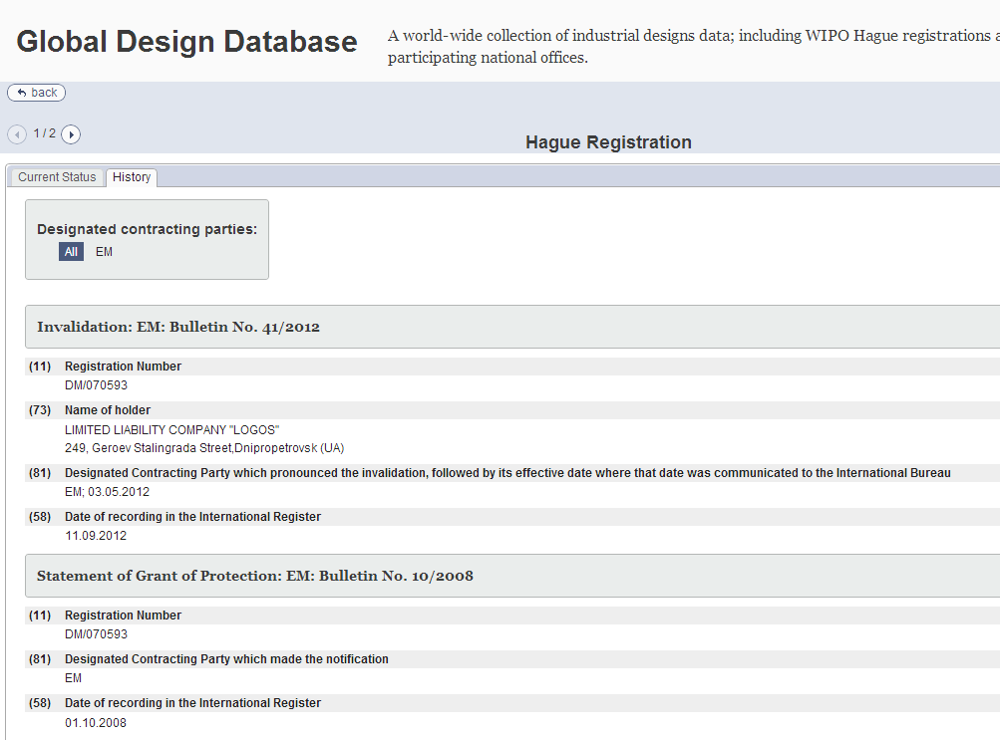 Global Design Database
A world-wide collection of industrial designs data; including WIPO Hague registrations
participating national offices.
back
1 / 2
Hague Registration
Current Status
History
Designated contracting parties:
All EM
Invalidation: EM: Bulletin No. 41/2012
(11) Registration Number
DM/070593
(73) Name of holder
LIMITED LIABILITY COMPANY "LOGOS"
249, Geroev Stalingrada Street,Dnipropetrovsk (UA)
(81) Designated Contracting Party which pronounced the invalidation, followed by its effective date where that date was communicated to the International Bureau
EM; 03.05.2012
(58) Date of recording in the International Register
11.09.2012
Statement of Grant of Protection: EM: Bulletin No. 10/2008
(11) Registration Number
DM/070593
(81) Designated Contracting Party which made the notification
EM
(58) Date of recording in the International Register
01.10.2008